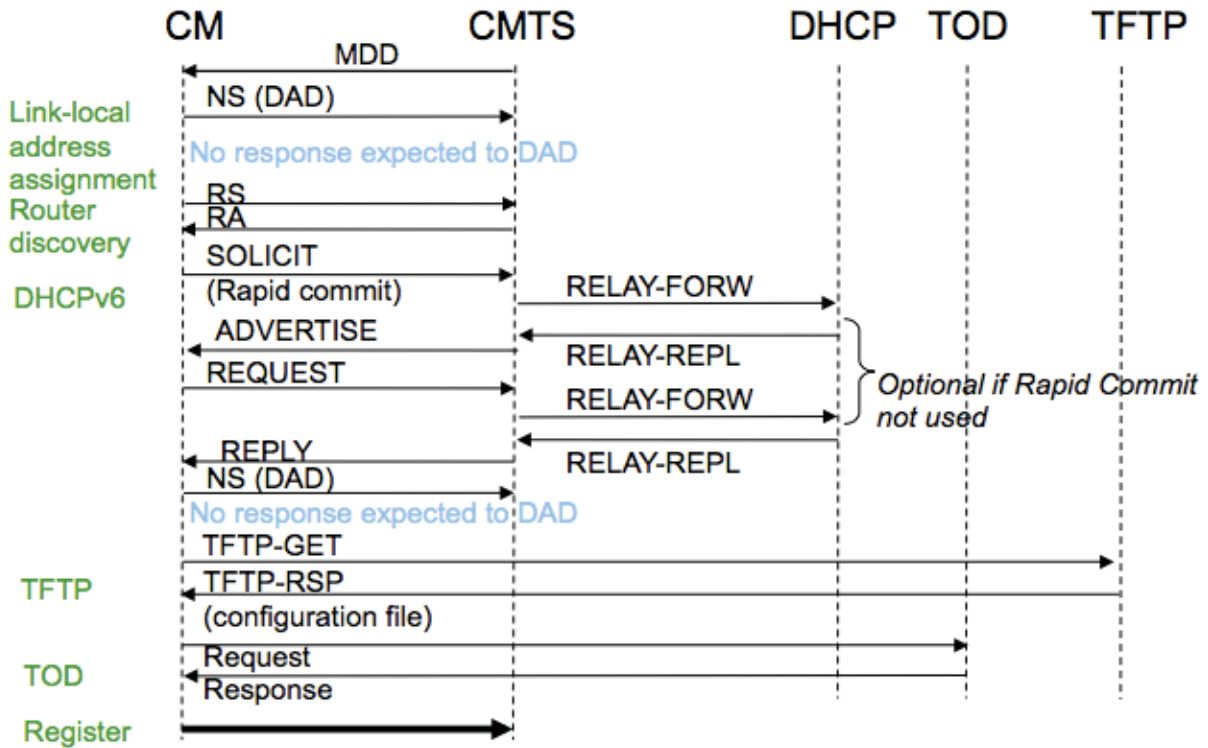 CM CMTS DHCP TOD TFTP
MDD
NS (DAD)
Link-local
address
assignment
No response expected to DAD
RS
Router
discovery
RA
SOLICIT
(Rapid commit)
DHCPv6
RELAY-FORW
ADVERTISE
RELAY-REPL
REQUEST
Optional if Rapid Commit
not used
RELAY-FORW
REPLY
RELAY-REPL
NS (DAD)
No response expected to DAD
TFTP-GET
TFTP
TFTP-RSP
(configuration file)
TOD
Request
Response
Register